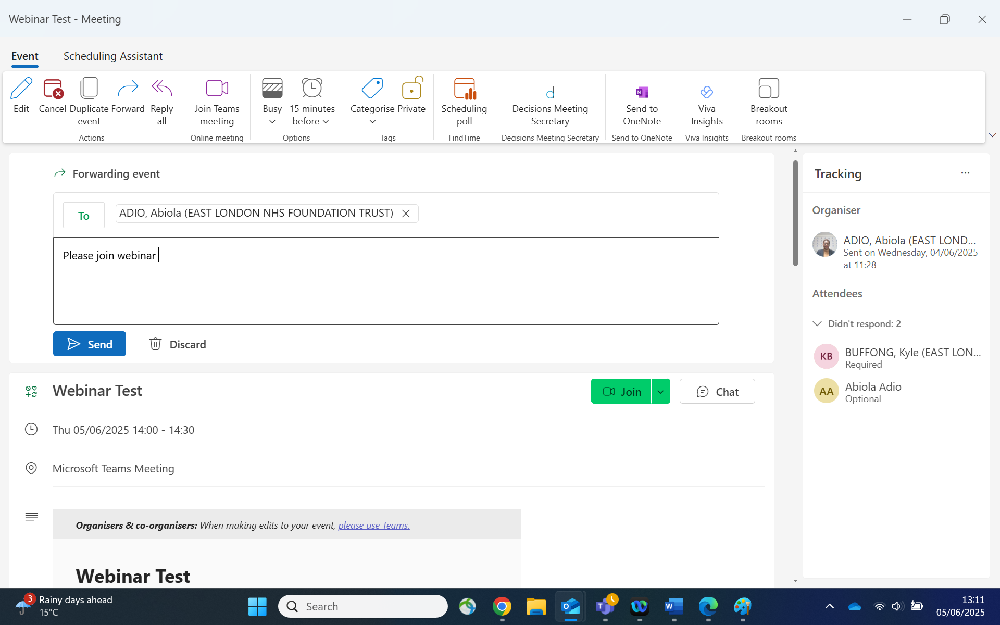 Webinar Test - Meeting
Event
Scheduling Assistant
Edit
Cancel
Duplicate event
Forward
Reply all
Actions
Join Teams meeting
Online meeting
Busy
15 minutes before
Options
Categorise
Private
Tags
Scheduling poll
FindTime
Decisions Meeting Secretary
Decisions Meeting Secretary
Send to OneNote
Send to OneNote
Viva Insights
Viva Insights
Breakout rooms
Breakout rooms
Forwarding event
To
ADIO, Abiola (EAST LONDON NHS FOUNDATION TRUST)
Please join webinar
Send
Discard
Webinar Test
Join
Chat
Thu 05/06/2025 14:00 - 14:30
Microsoft Teams Meeting
Organisers & co-organisers: When making edits to your event, please use Teams.
Webinar Test
Tracking
Organiser
ADIO, Abiola (EAST LOND...
Sent on Wednesday, 04/06/2025
at 11:28
Attendees
Didn't respond: 2
KB
BUFFONG, Kyle (EAST LON...
Required
AA
Abiola Adio
Optional
3
Rainy days ahead
15°C
Search
13:11
05/06/2025